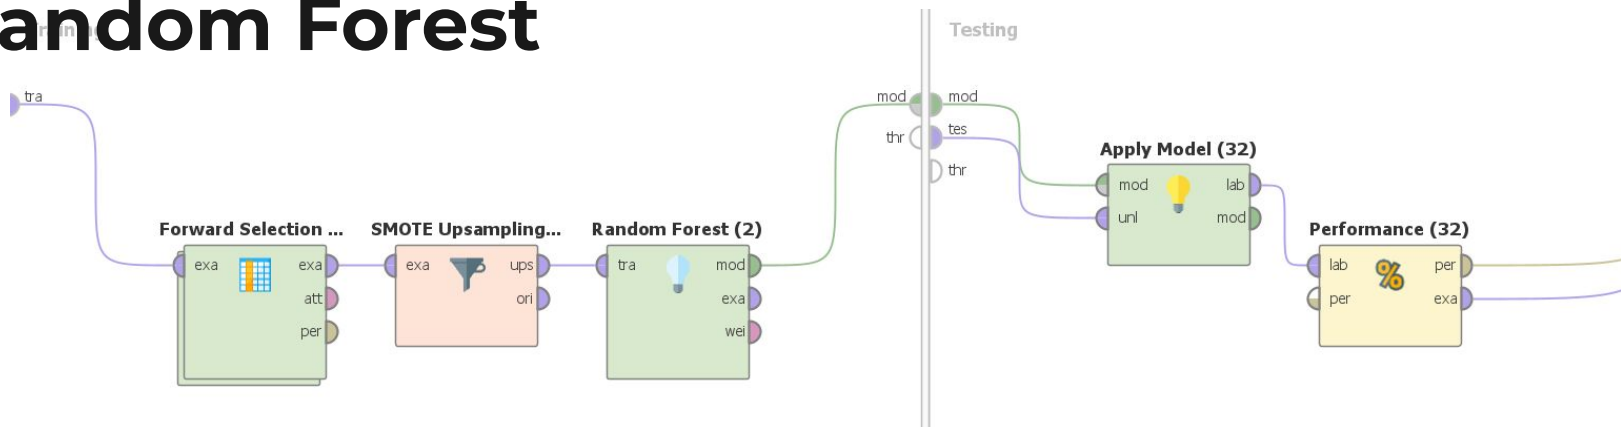 andom Forest
Testing
tra
mod
mod
thr
tes
thr
Apply Model (32)
mod
lab
unl
mod
Forward Selection ...
SMOTE Upsampling...
Random Forest (2)
Performance (32)
exa
exa
att
per
exa
ups
ori
tra
mod
exa
wei
lab
per
per
exa
%